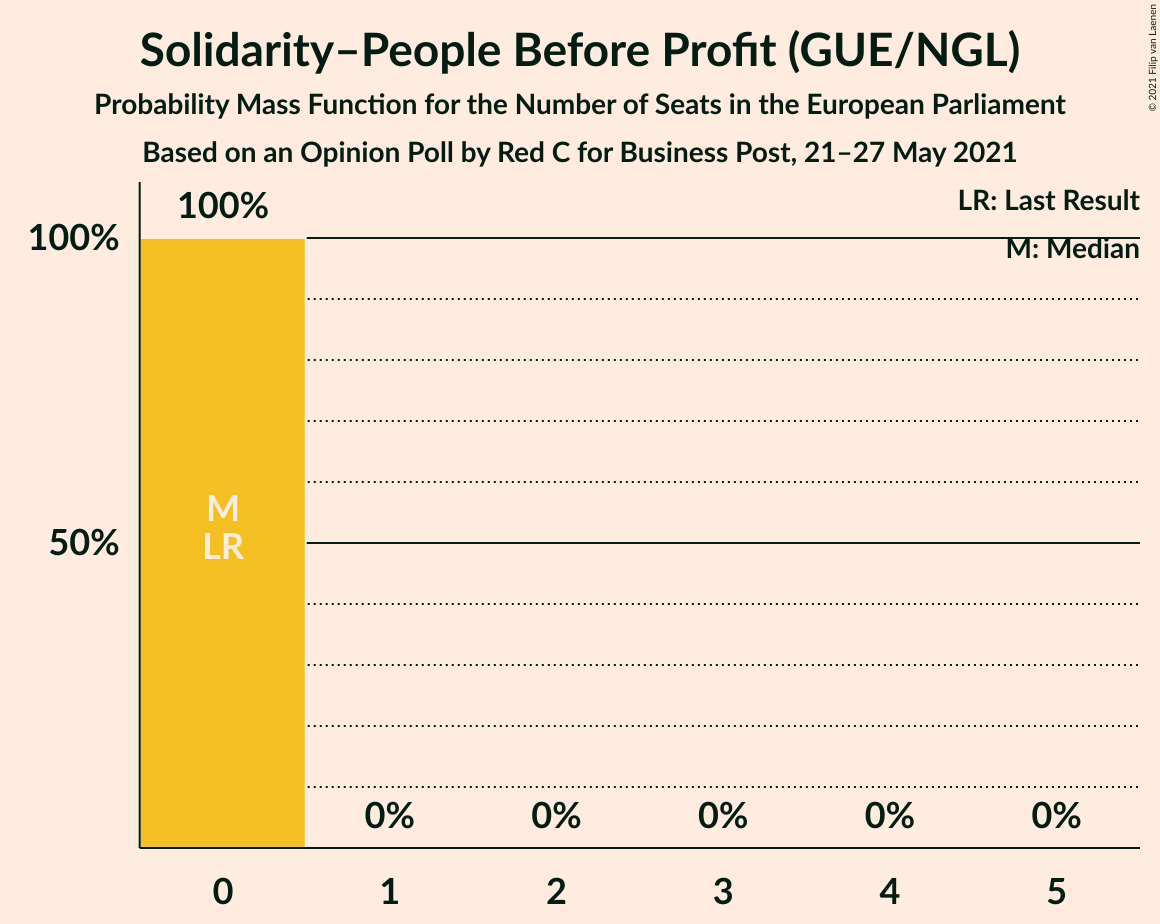 Solidarity–People Before Profit (GUE/NGL)
Probability Mass Function for the Number of Seats in the European Parliament
Based on an Opinion Poll by Red C for Business Post, 21–27 May 2021
© 2021 Filip van Laenen
LR: Last Result
M: Median
100%
100%
50%
M
LR
0% 0% 0% 0% 0%
0 1 2 3 4 5